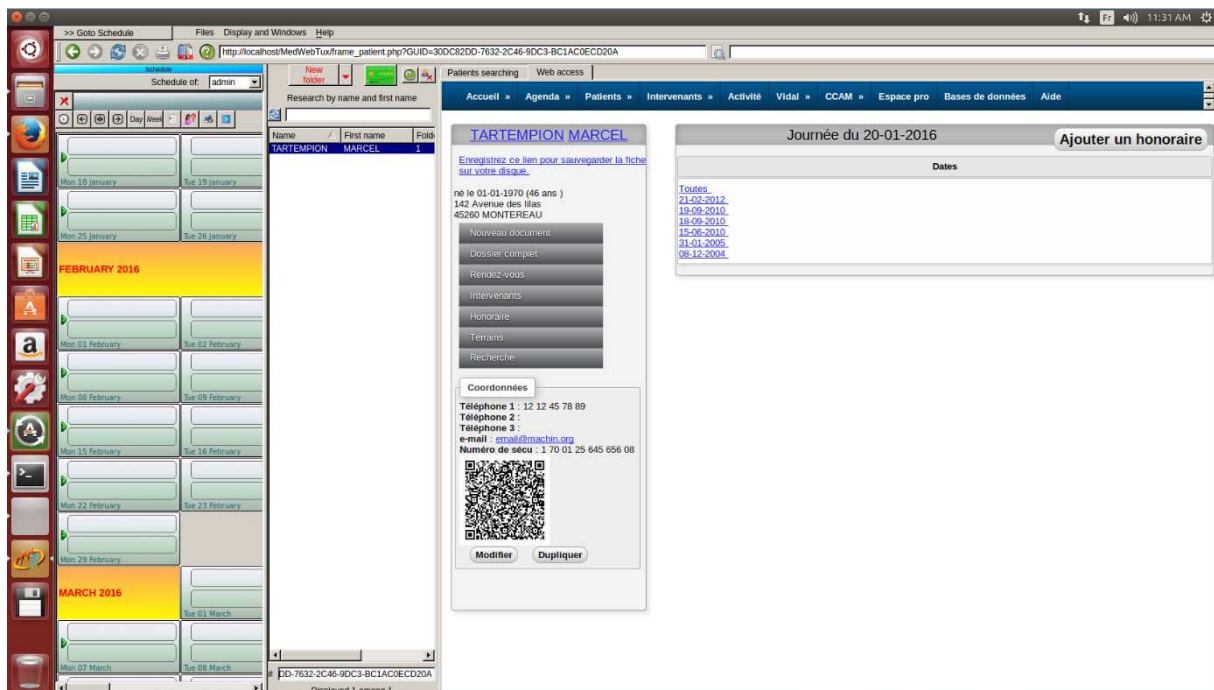 Fr 11:31 AM
>> Goto Schedule Files Display and Windows Help
http://localhost/MedWebTux/frame_patient.php?GUID=30DC82DD-7632-2C46-9DC3-BC1AC0ECD20A
Schedule
Schedule of: admin
Day Week
Mon 18 January Tue 19 January
Mon 25 January Tue 26 January
FEBRUARY 2016
Mon 01 February Tue 02 February
Mon 08 February Tue 09 February
Mon 15 February Tue 16 February
Mon 22 February Tue 23 February
Mon 29 February
MARCH 2016
Tue 01 March
Mon 07 March Tue 08 March
New
folder
Research by name and first name
Name First name Folde
TARTEMPION MARCEL 1
# DD-7632-2C46-9DC3-BC1AC0ECD20A
Displayed 1 among 1
Patients searching Web access
Accueil » Agenda » Patients » Intervenants » Activité Vidal » CCAM » Espace pro Bases de données Aide
TARTEMPION MARCEL
Enregistrez ce lien pour sauvegarder la fiche
sur votre disque.
né le 01-01-1970 (46 ans )
142 Avenue des lilas
45260 MONTEREAU
Nouveau document
Dossier complet
Rendez-vous
Intervenants
Honoraire
Terrains
Recherche
Coordonnées
Téléphone 1 : 12 12 45 78 89
Téléphone 2 :
Téléphone 3 :
e-mail : email@machin.org
Numéro de sécu : 1 70 01 25 645 656 08
Modifier Dupliquer
Journée du 20-01-2016
Ajouter un honoraire
Dates
Toutes
21-02-2012
19-09-2010
18-09-2010
15-06-2010
31-01-2005
08-12-2004